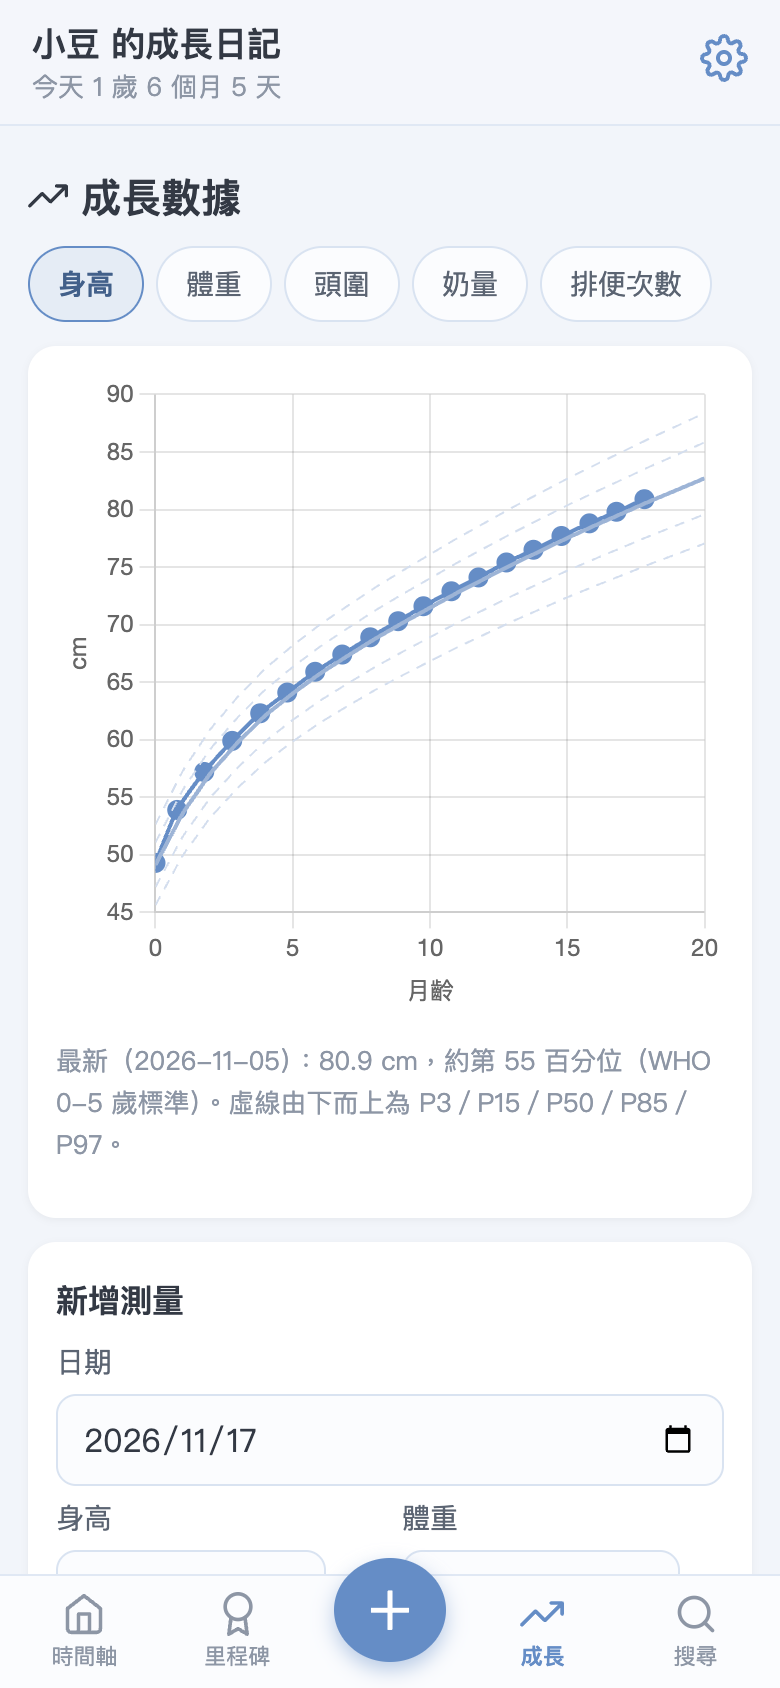 小豆 的成長日記
今天 1 歲 6 個月 5 天
成長數據
身高
體重
頭圍
奶量
排便次數
90
85
80
75
70
65
60
55
50
45
cm
0
5
10
15
20
月齡
最新（2026–11–05）：80.9 cm，約第 55 百分位（WHO
0–5 歲標準）。虛線由下而上為 P3 / P15 / P50 / P85 /
P97。
新增測量
日期
2026/11/17
身高
體重
時間軸
里程碑
成長
搜尋